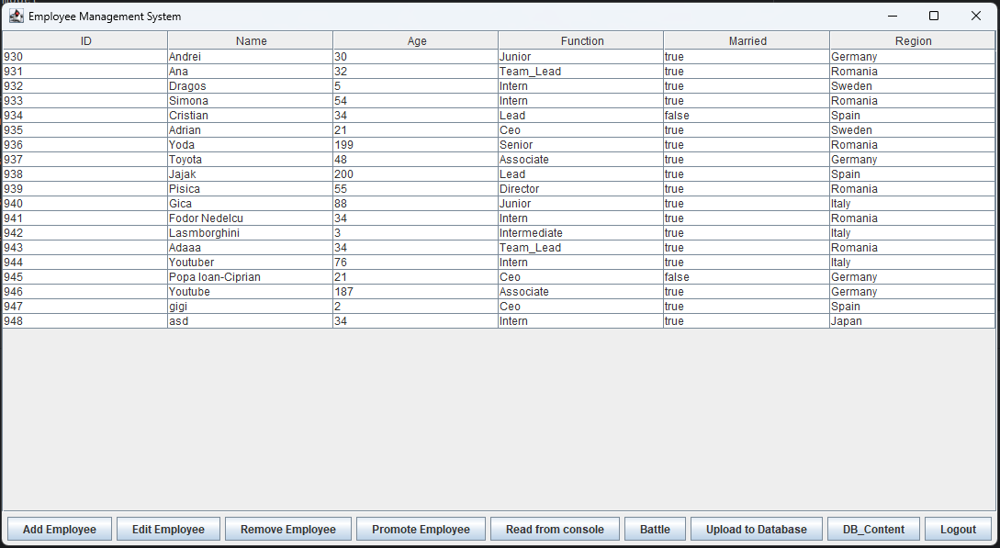 Employee Management System
ID Name Age Function Married Region
930 Andrei 30 Junior true Germany
931 Ana 32 Team_Lead true Romania
932 Dragos 5 Intern true Sweden
933 Simona 54 Intern true Romania
934 Cristian 34 Lead false Spain
935 Adrian 21 Ceo true Sweden
936 Yoda 199 Senior true Romania
937 Toyota 48 Associate true Germany
938 Jajak 200 Lead true Spain
939 Pisica 55 Director true Romania
940 Gica 88 Junior true Italy
941 Fodor Nedelcu 34 Intern true Romania
942 Lasmborghini 3 Intermediate true Italy
943 Adaaa 34 Team_Lead true Romania
944 Youtuber 76 Intern true Italy
945 Popa Ioan-Ciprian 21 Ceo false Germany
946 Youtube 187 Associate true Germany
947 gigi 2 Ceo true Spain
948 asd 34 Intern true Japan
Add Employee Edit Employee Remove Employee Promote Employee Read from console Battle Upload to Database DB_Content Logout